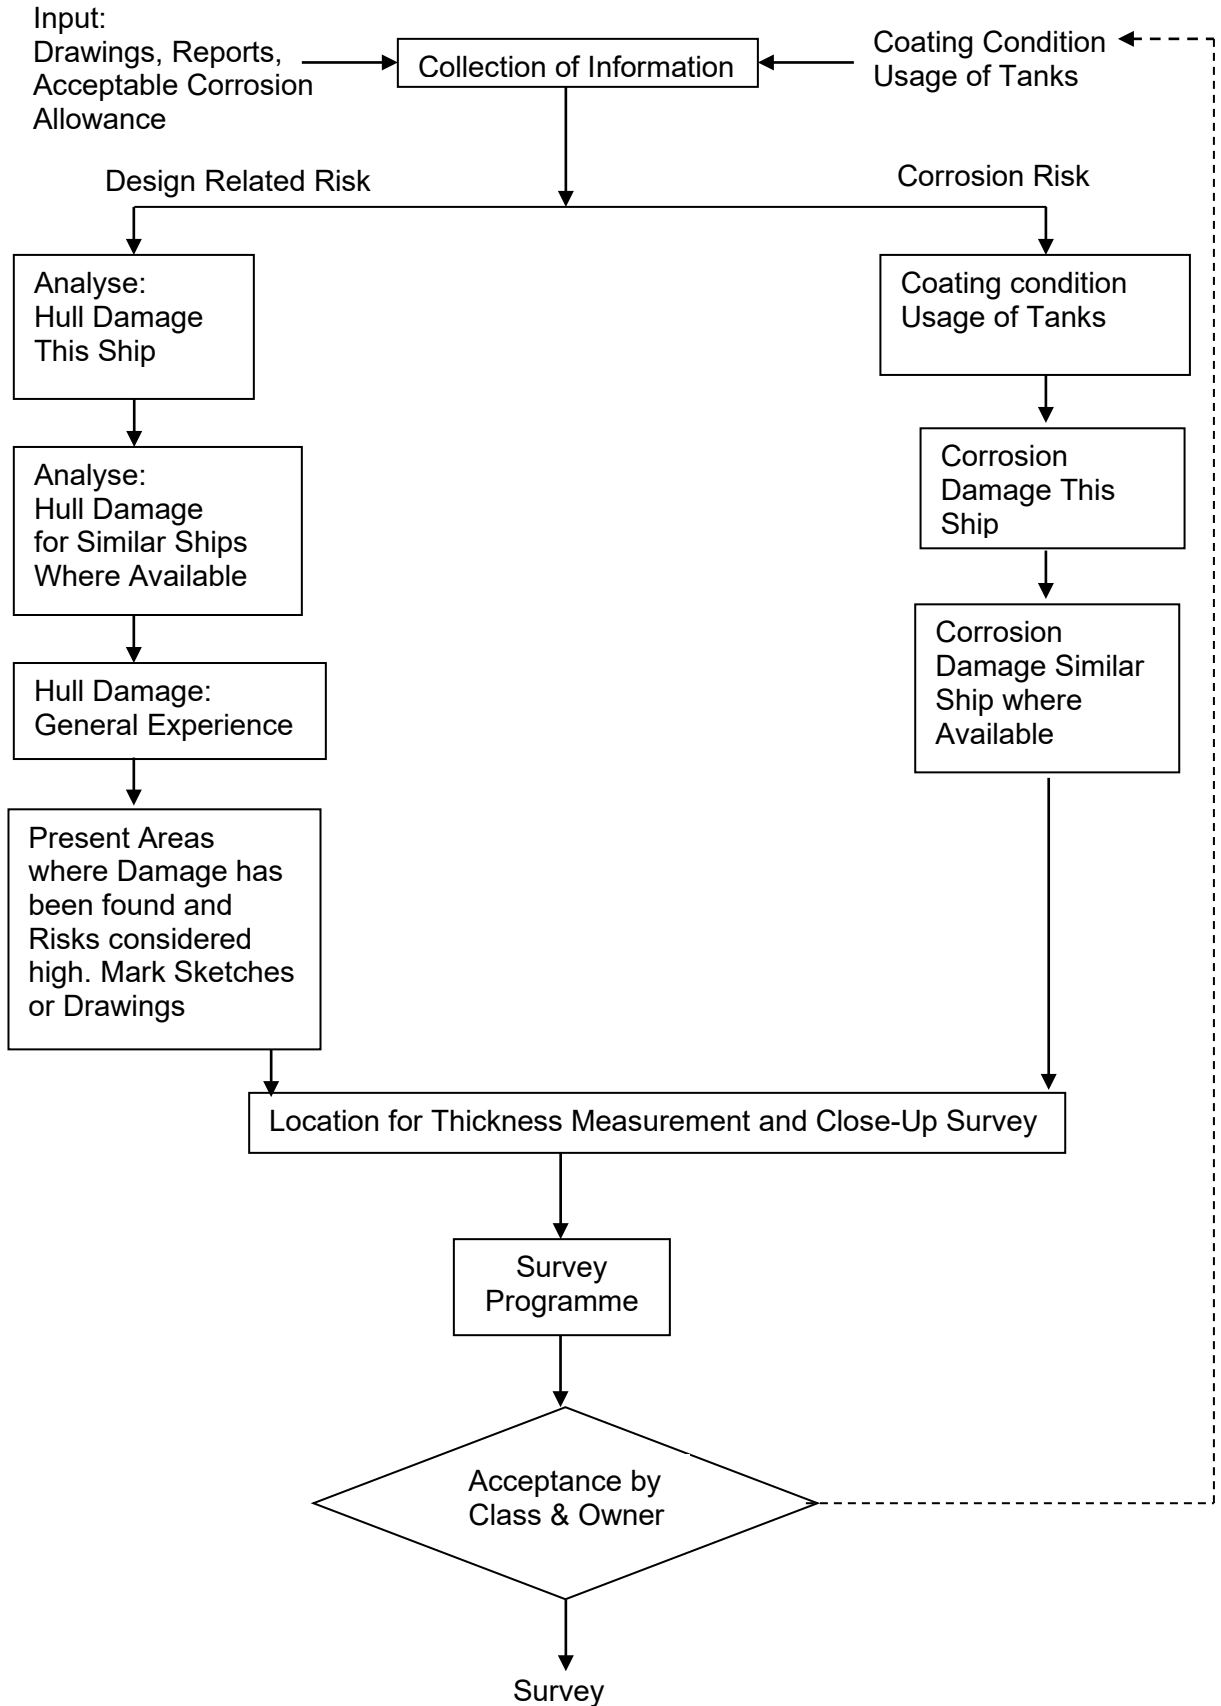 Input:
Drawings, Reports,
Acceptable Corrosion
Allowance
Collection of Information
Coating Condition
Usage of Tanks
Design Related Risk
Corrosion Risk
Analyse:
Hull Damage
This Ship
Analyse:
Hull Damage
for Similar Ships
Where Available
Hull Damage:
General Experience
Present Areas
where Damage has
been found and
Risks considered
high. Mark Sketches
or Drawings
Coating condition
Usage of Tanks
Corrosion
Damage This
Ship
Corrosion
Damage Similar
Ship where
Available
Location for Thickness Measurement and Close-Up Survey
Survey
Programme
Acceptance by
Class & Owner
Survey